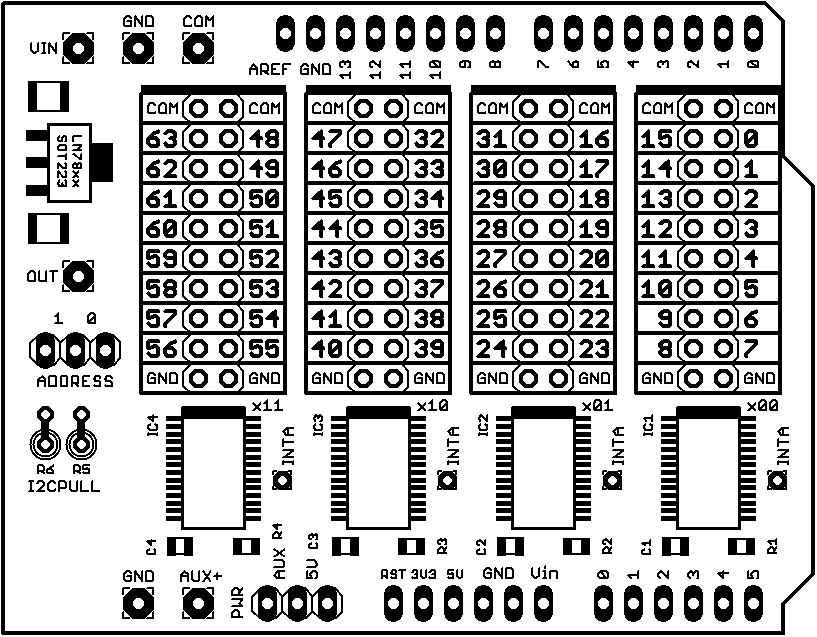 VIN GND COM
AREF GND 13 12 11 10 9 8 7 6 5 4 3 2 1 0
COM COM COM COM COM COM COM COM
63 48 47 32 31 16 15 0
62 49 46 33 30 17 14 1
61 50 45 34 29 18 13 2
60 51 44 35 28 19 12 3
59 52 43 36 27 20 11 4
58 53 42 37 26 21 10 5
57 54 41 38 25 22 9 6
56 55 40 39 24 23 8 7
GND GND GND GND GND GND GND GND
LM78xx
SOT223
OUT
1 0
ADDRESS
R6 R5
I2CPULL
IC4 x11 IC3 x10 IC2 x01 IC1 x00
INTA INTA INTA INTA
C4 R4 C3 R3 C2 R2 C1 R1
GND AUX+
PWR AUX 5V
RST 3V3 5V GND Vin 0 1 2 3 4 5